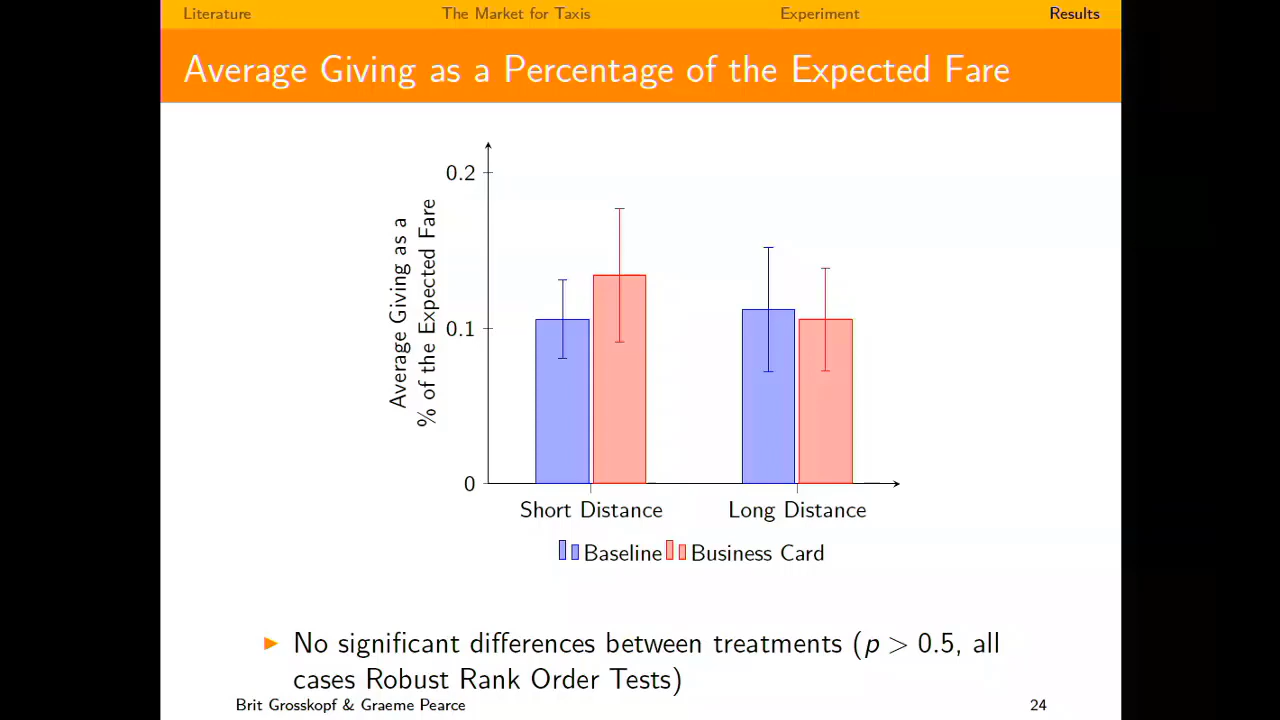 Literature The Market for Taxis Experiment Results
Average Giving as a Percentage of the Expected Fare
Average Giving as a
% of the Expected Fare
0.2
0.1
0
Short Distance Long Distance
Baseline Business Card
No significant differences between treatments (p > 0.5, all
cases Robust Rank Order Tests)
Brit Grosskopf & Graeme Pearce 24